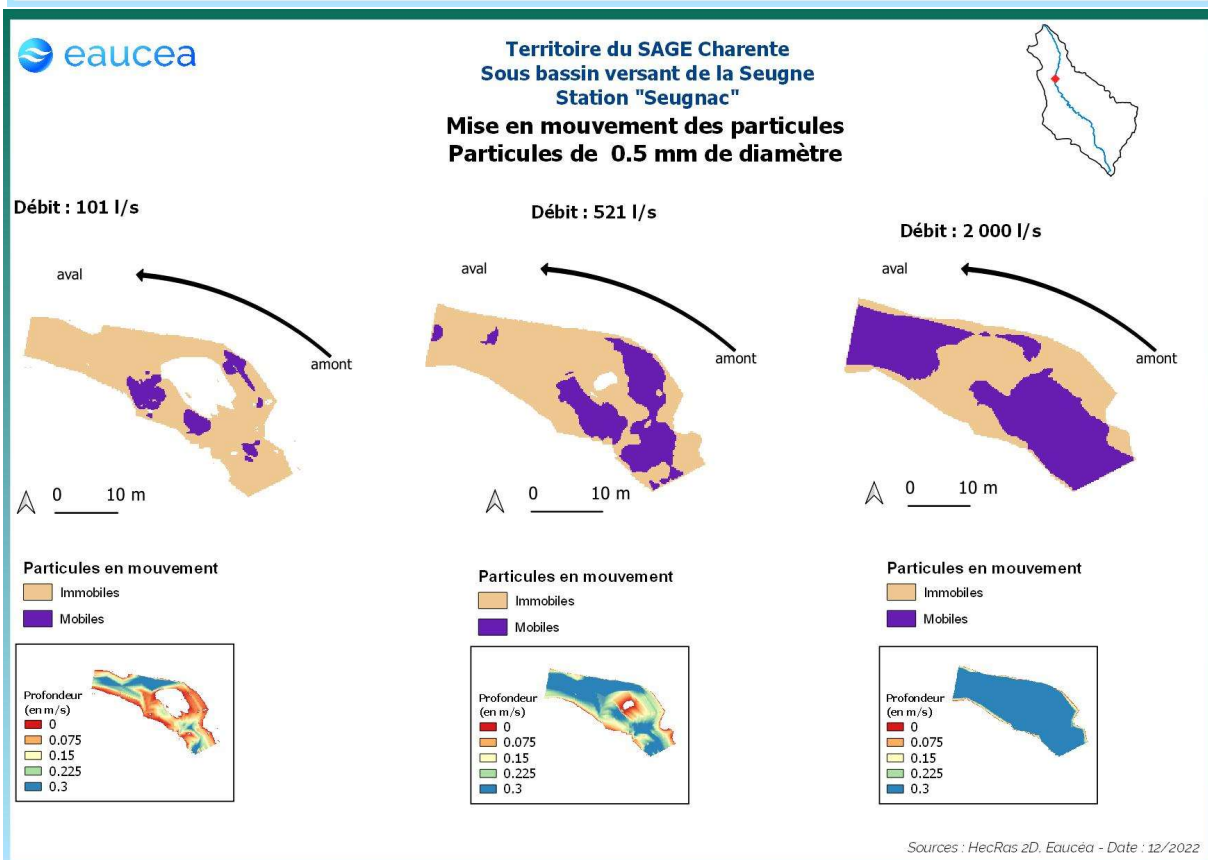 eaucea
Territoire du SAGE Charente
Sous bassin versant de la Seugne
Station "Seugnac"
Mise en mouvement des particules
Particules de 0.5 mm de diamètre
Débit : 101 l/s
aval
amont
0 10 m
Particules en mouvement
Immobiles
Mobiles
Profondeur
(en m/s)
0
0.075
0.15
0.225
0.3
Débit : 521 l/s
aval
amont
0 10 m
Particules en mouvement
Immobiles
Mobiles
Profondeur
(en m/s)
0
0.075
0.15
0.225
0.3
Débit : 2 000 l/s
aval
amont
0 10 m
Particules en mouvement
Immobiles
Mobiles
Profondeur
(en m/s)
0
0.075
0.15
0.225
0.3
Sources : HecRas 2D. Eaucéa - Date : 12/2022